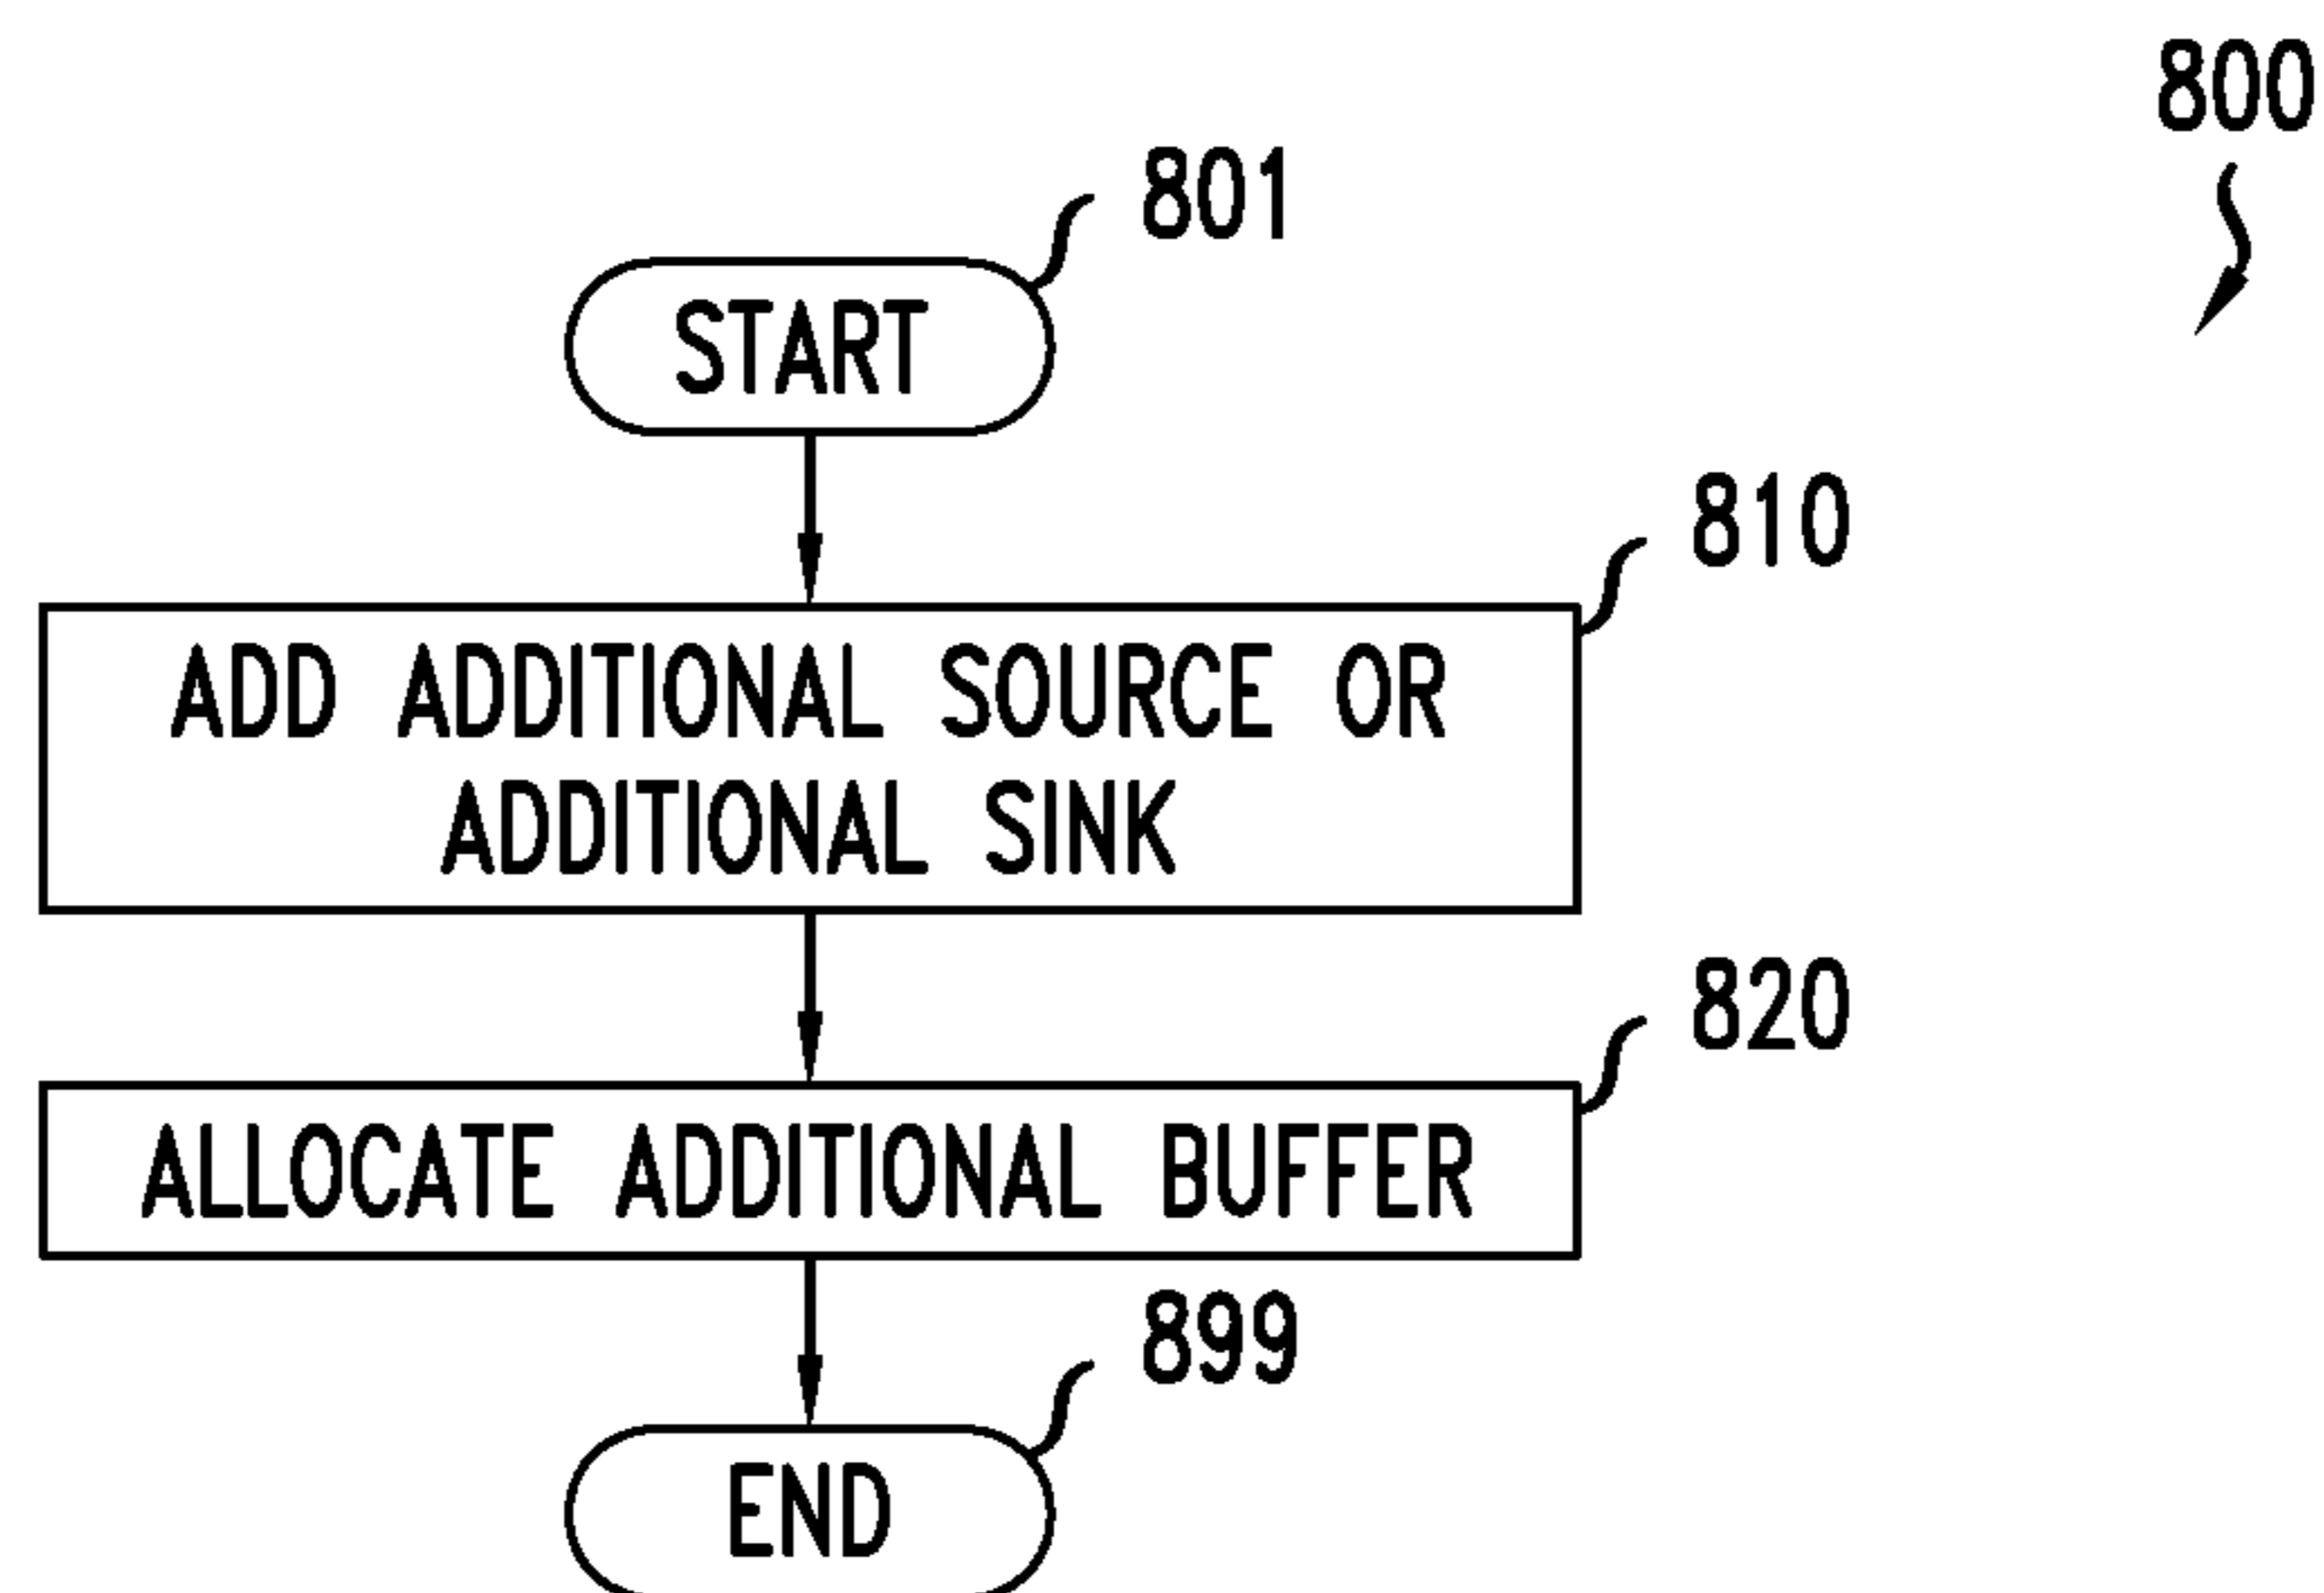 800
801
START
810
ADD ADDITIONAL SOURCE OR
ADDITIONAL SINK
820
ALLOCATE ADDITIONAL BUFFER
899
END